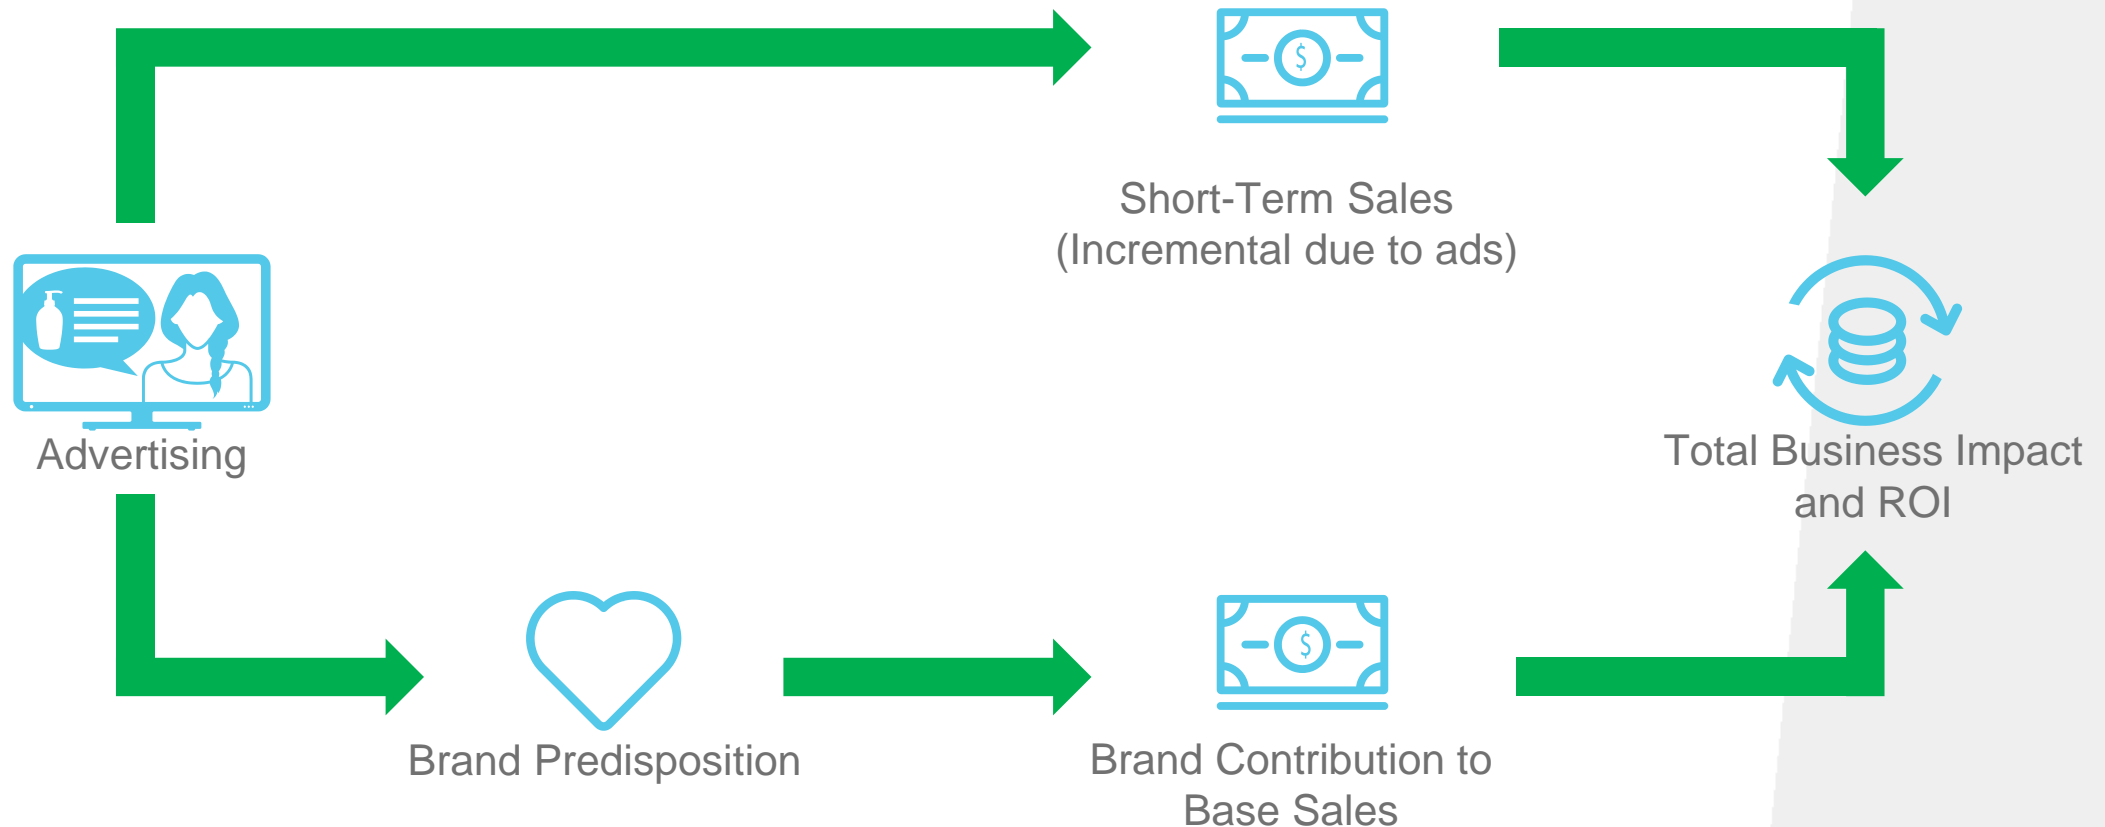 $
Short-Term Sales
(Incremental due to ads)
Advertising
Total Business Impact
and ROI
$
Brand Predisposition
Brand Contribution to
Base Sales